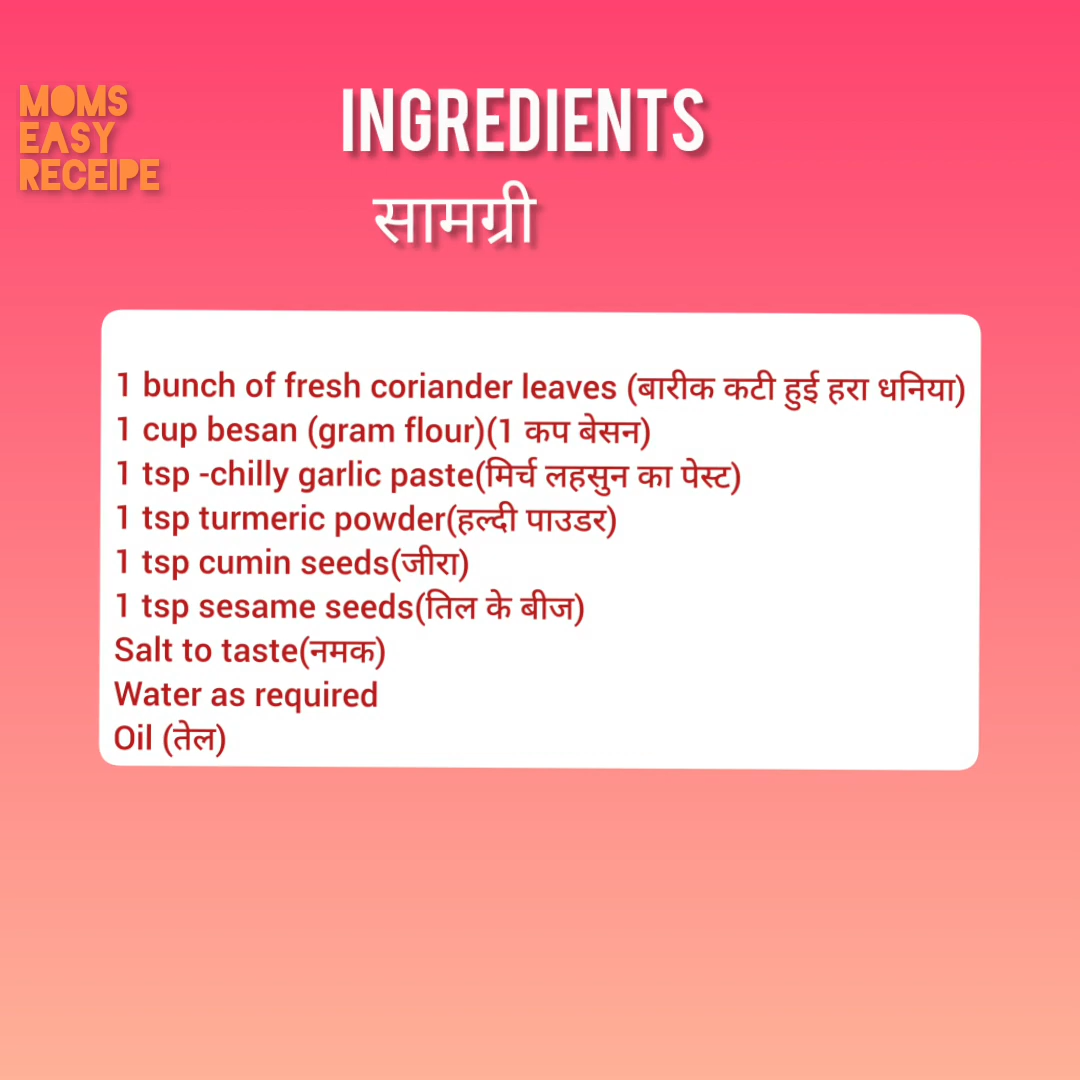 MOMS
EASY
RECEIPE
INGREDIENTS
सामग्री
1 bunch of fresh coriander leaves (बारीक कटी हुई हरा धनिया)
1 cup besan (gram flour)(1 कप बेसन)
1 tsp -chilly garlic paste(मिर्च लहसुन का पेस्ट)
1 tsp turmeric powder(हल्दी पाउडर)
1 tsp cumin seeds(जीरा)
1 tsp sesame seeds(तिल के बीज)
Salt to taste(नमक)
Water as required
Oil (तेल)